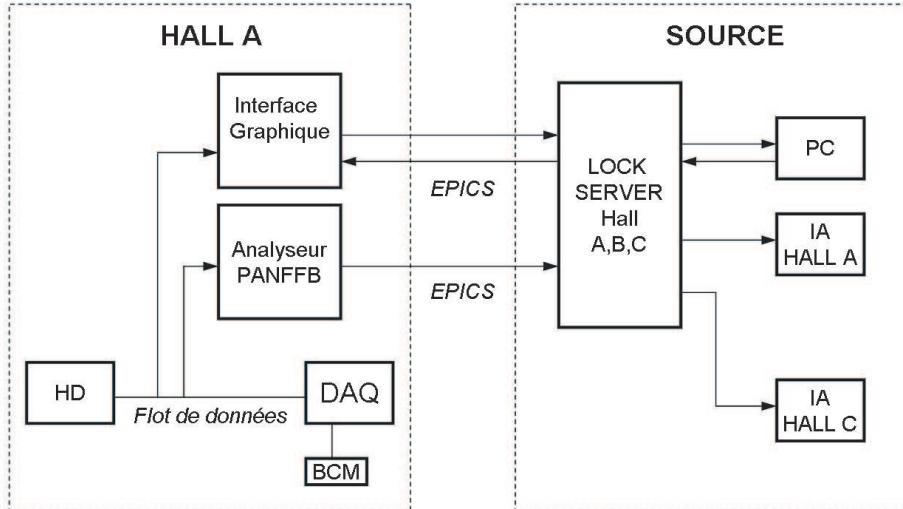 HALL A
Interface
Graphique
Analyseur
PANFFB
HD
Flot de données
DAQ
BCM
EPICS
EPICS
SOURCE
LOCK
SERVER
Hall
A,B,C
PC
IA
HALL A
IA
HALL C